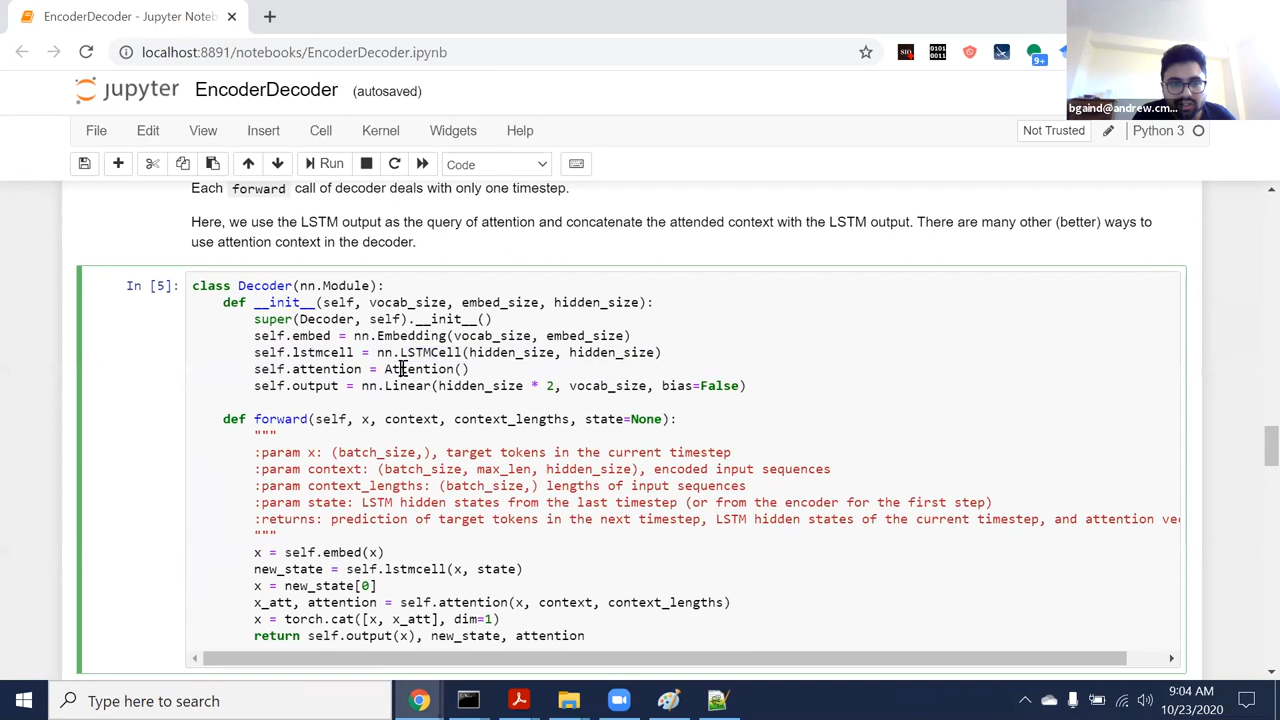 EncoderDecoder - Jupyter Noteb
localhost:8891/notebooks/EncoderDecoder.ipynb
SIO
0101
0011
9+
bgaind@andrew.cm...
jupyter EncoderDecoder (autosaved)
File Edit View Insert Cell Kernel Widgets Help
Not Trusted Python 3
Run Code
Each forward call of decoder deals with only one timestep.
Here, we use the LSTM output as the query of attention and concatenate the attended context with the LSTM output. There are many other (better) ways to
use attention context in the decoder.
In [5]: class Decoder(nn.Module):
def __init__(self, vocab_size, embed_size, hidden_size):
super(Decoder, self).__init__()
self.embed = nn.Embedding(vocab_size, embed_size)
self.lstmcell = nn.LSTMCell(hidden_size, hidden_size)
self.attention = Attention()
self.output = nn.Linear(hidden_size * 2, vocab_size, bias=False)
def forward(self, x, context, context_lengths, state=None):
"""
:param x: (batch_size,), target tokens in the current timestep
:param context: (batch_size, max_len, hidden_size), encoded input sequences
:param context_lengths: (batch_size,) lengths of input sequences
:param state: LSTM hidden states from the last timestep (or from the encoder for the first step)
:returns: prediction of target tokens in the next timestep, LSTM hidden states of the current timestep, and attention vec
"""
x = self.embed(x)
new_state = self.lstmcell(x, state)
x = new_state[0]
x_att, attention = self.attention(x, context, context_lengths)
x = torch.cat([x, x_att], dim=1)
return self.output(x), new_state, attention
Type here to search
9:04 AM
10/23/2020